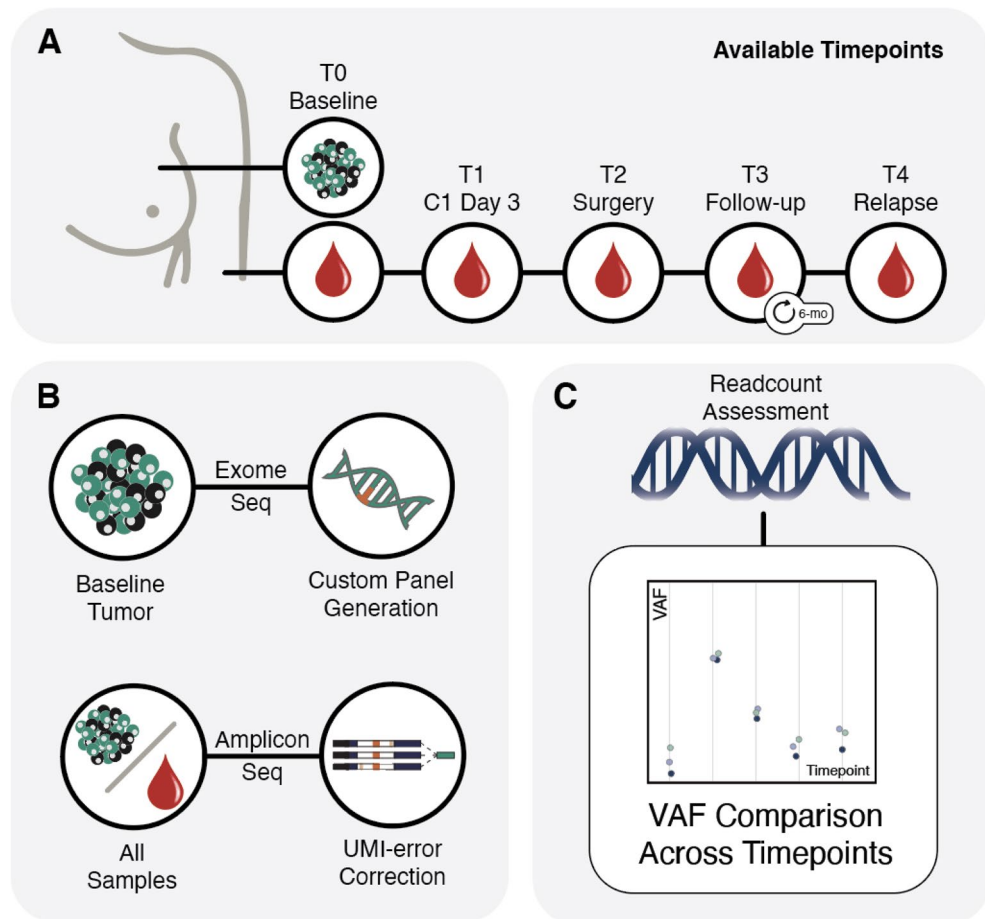 A
Available Timepoints
T0
Baseline
T1
C1 Day 3
T2
Surgery
T3
Follow-up
T4
Relapse
6-mo
B
Exome
Seq
Baseline
Tumor
Custom Panel
Generation
Amplicon
Seq
All
Samples
UMI-error
Correction
C
Readcount
Assessment
VAF
Timepoint
VAF Comparison
Across Timepoints